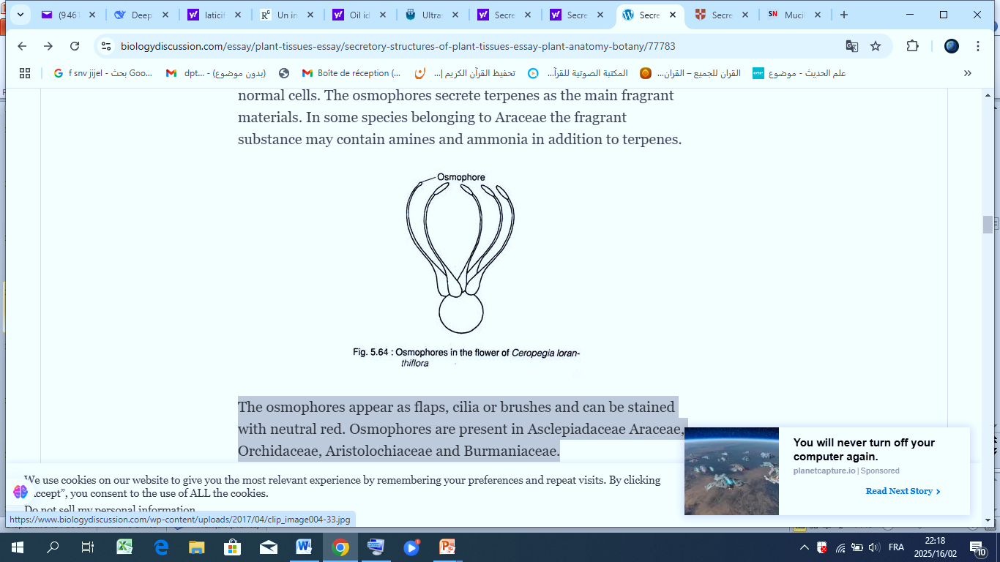 (9 461
Deep
laticif
Un in
Oil id
Ultras
Secre
Secre
Secre
Secre
Muci
biologydiscussion.com/essay/plant-tissues-essay/secretory-structures-of-plant-tissues-essay-plant-anatomy-botany/77783
f snv jijel - بحث Goo...
dpt... - (بدون موضوع)
Boîte de réception (...
تحفيظ القرآن الكريم |...
المكتبة الصوتية للقرآ...
القران للجميع – القران...
علم الحديث - موضوع
normal cells. The osmophores secrete terpenes as the main fragrant
materials. In some species belonging to Araceae the fragrant
substance may contain amines and ammonia in addition to terpenes.
Osmophore
Fig. 5.64 : Osmophores in the flower of Ceropegia loran-
thiflora
The osmophores appear as flaps, cilia or brushes and can be stained
with neutral red. Osmophores are present in Asclepiadaceae Araceae,
Orchidaceae, Aristolochiaceae and Burmaniaceae.
You will never turn off your
computer again.
planetcapture.io | Sponsored
Read Next Story
We use cookies on our website to give you the most relevant experience by remembering your preferences and repeat visits. By clicking
ccept”, you consent to the use of ALL the cookies.
Do not sell my personal information
https://www.biologydiscussion.com/wp-content/uploads/2017/04/clip_image004-33.jpg
FRA
22:18
2025/16/02
10